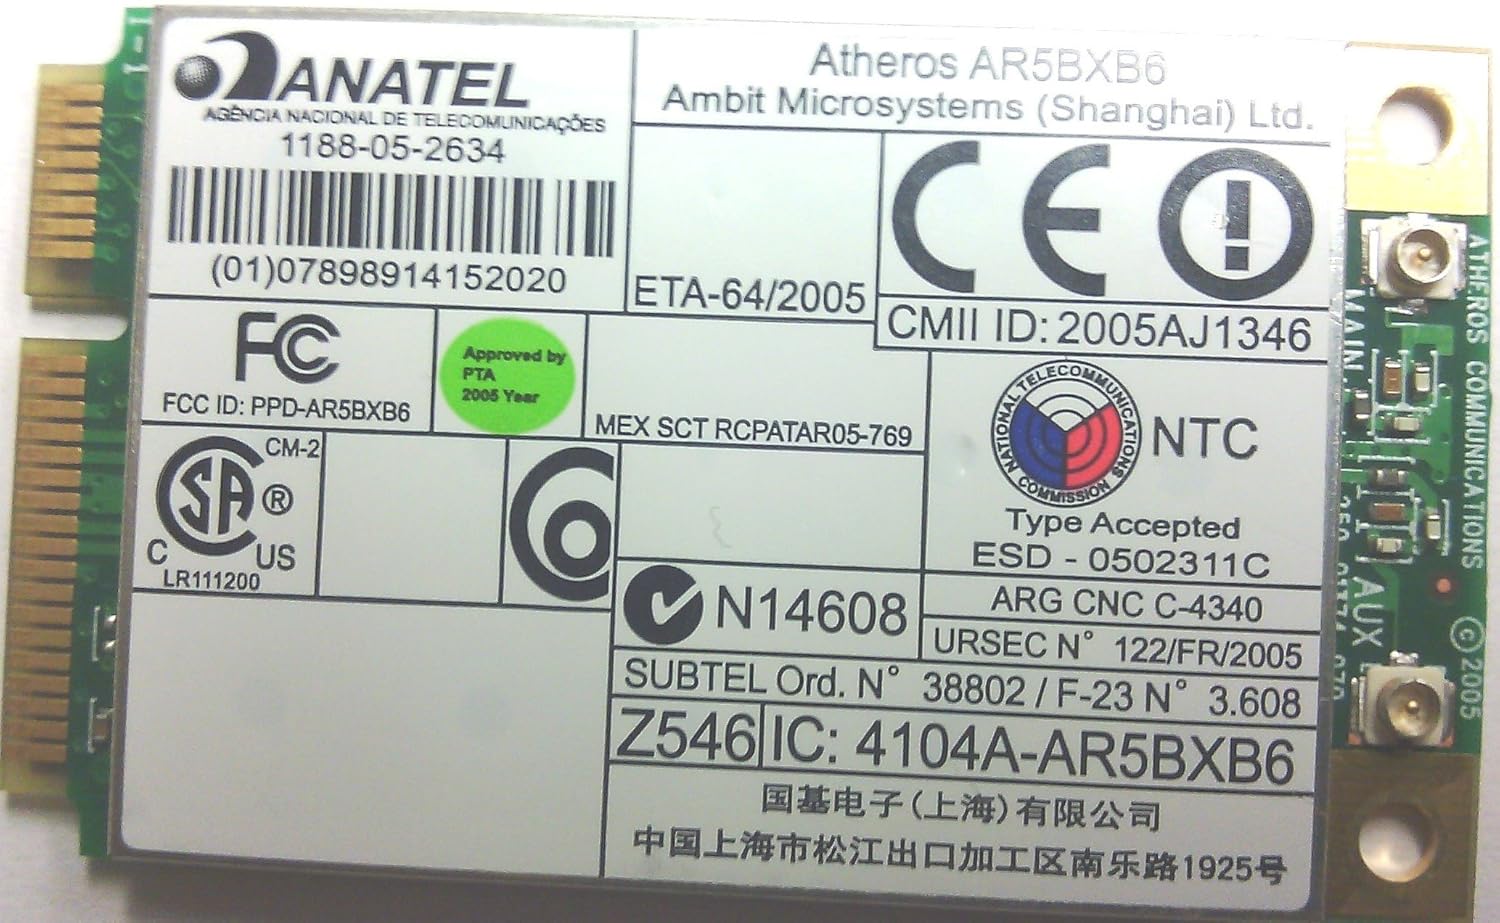 ANATEL
AGÊNCIA NACIONAL DE TELECOMUNICAÇÕES
1188-05-2634
(01)07898914152020
Atheros AR5BXB6
Ambit Microsystems (Shanghai) Ltd.
ETA-64/2005
CE
CMII ID: 2005AJ1346
FC
FCC ID: PPD-AR5BXB6
Approved by
PTA
2005 Year
MEX SCT RCPATAR05-769
NATIONAL TELECOMMUNICATIONS COMMISSION
NTC
Type Accepted
ESD - 0502311C
CM-2
CSA ®
C US
LR111200
N14608
ARG CNC C-4340
URSEC N° 122/FR/2005
SUBTEL Ord. N° 38802 / F-23 N° 3.608
Z546
IC: 4104A-AR5BXB6
国基电子(上海)有限公司
中国上海市松江出口加工区南乐路1925号
MAIN
AUX
ATHEROS COMMUNICATIONS ©2005